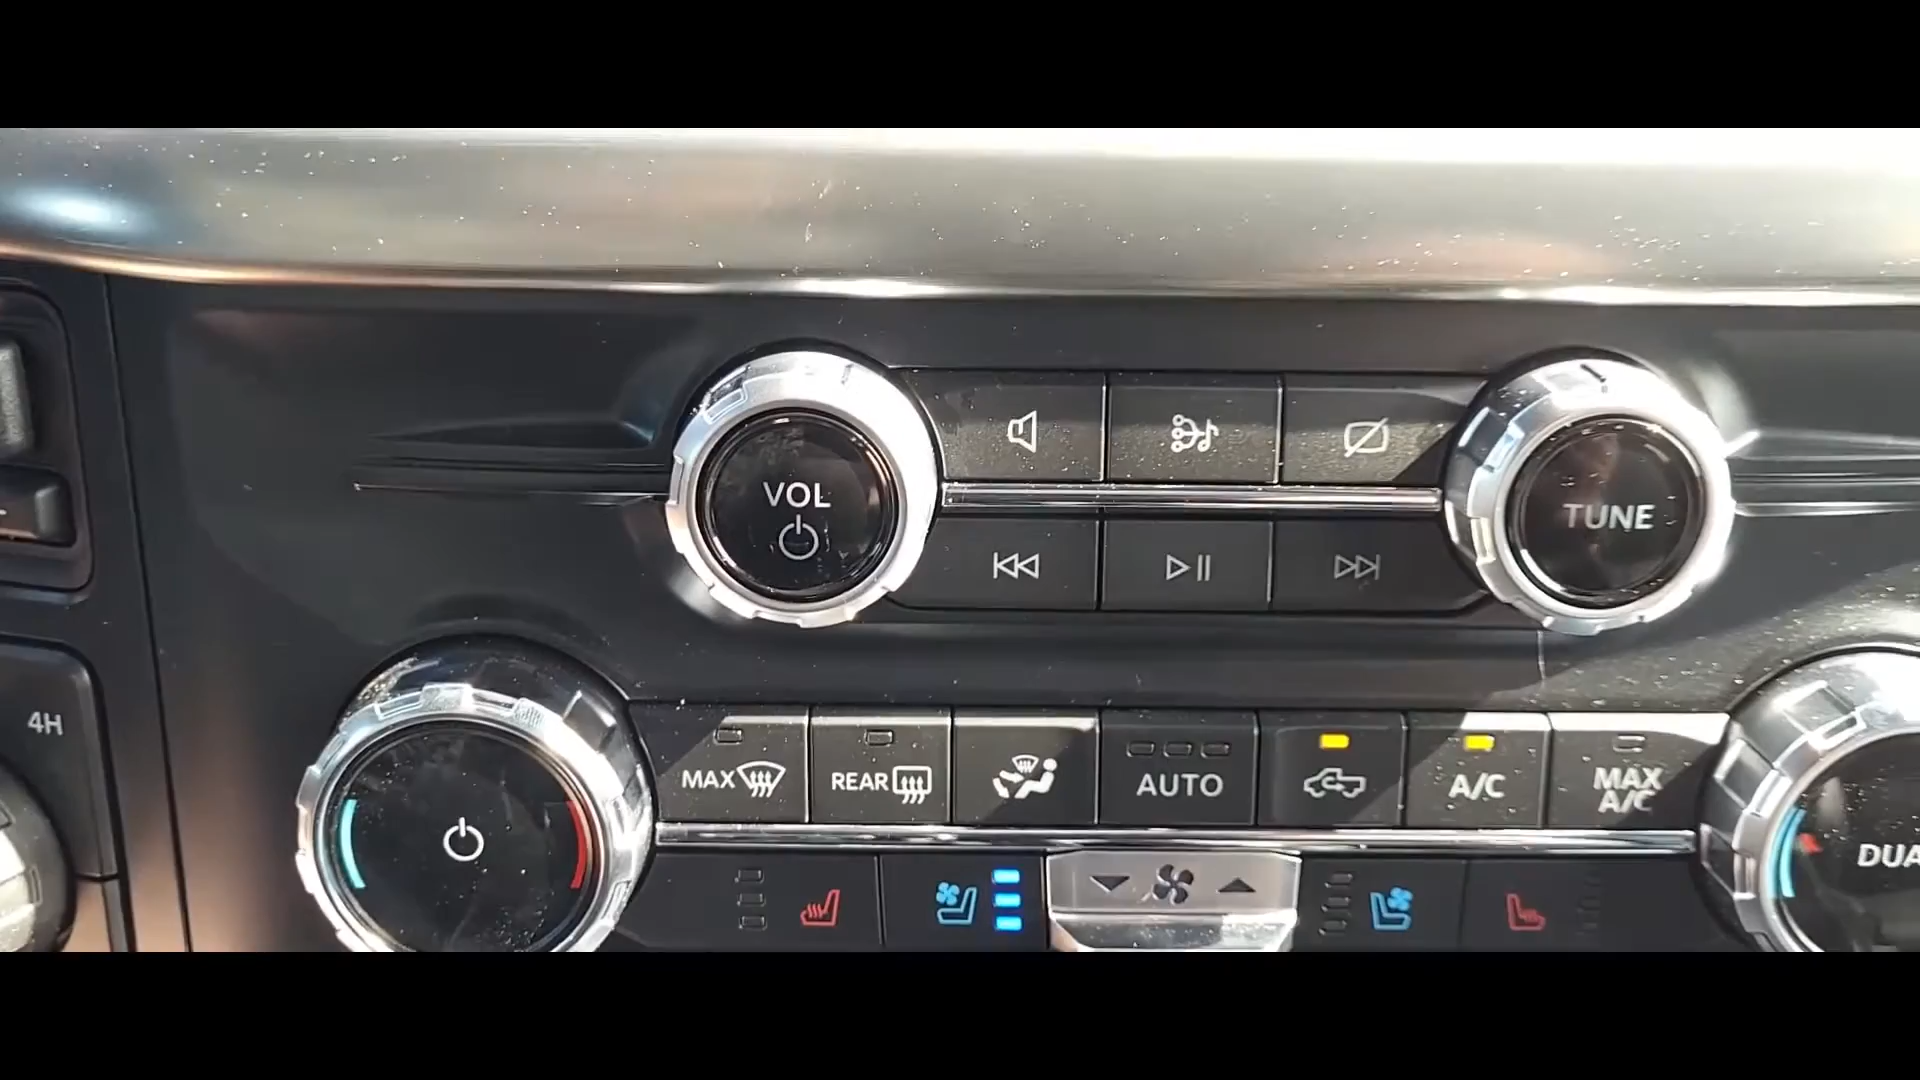 VOL
TUNE
4H
MAX
REAR
AUTO
A/C
MAX
A/C
DUA